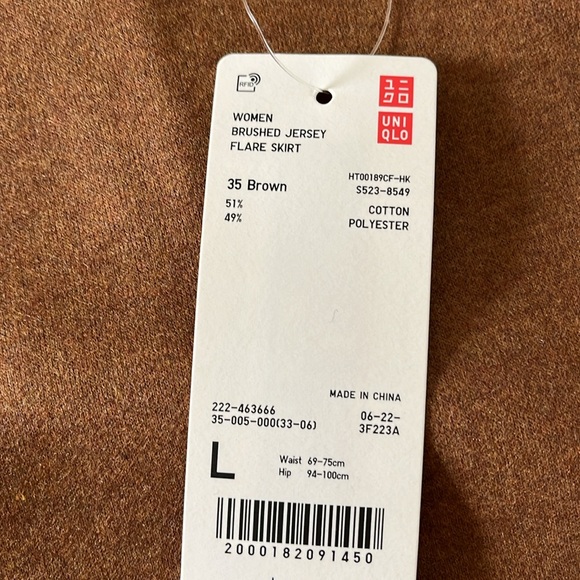 RFID
ユニ
クロ
UNI
QLO
WOMEN
BRUSHED JERSEY
FLARE SKIRT
35 Brown
HT00189CF-HK
S523-8549
51% COTTON
49% POLYESTER
MADE IN CHINA
222-463666 06-22-
35-005-000(33-06) 3F223A
L
Waist 69-75cm
Hip 94-100cm
2000182091450